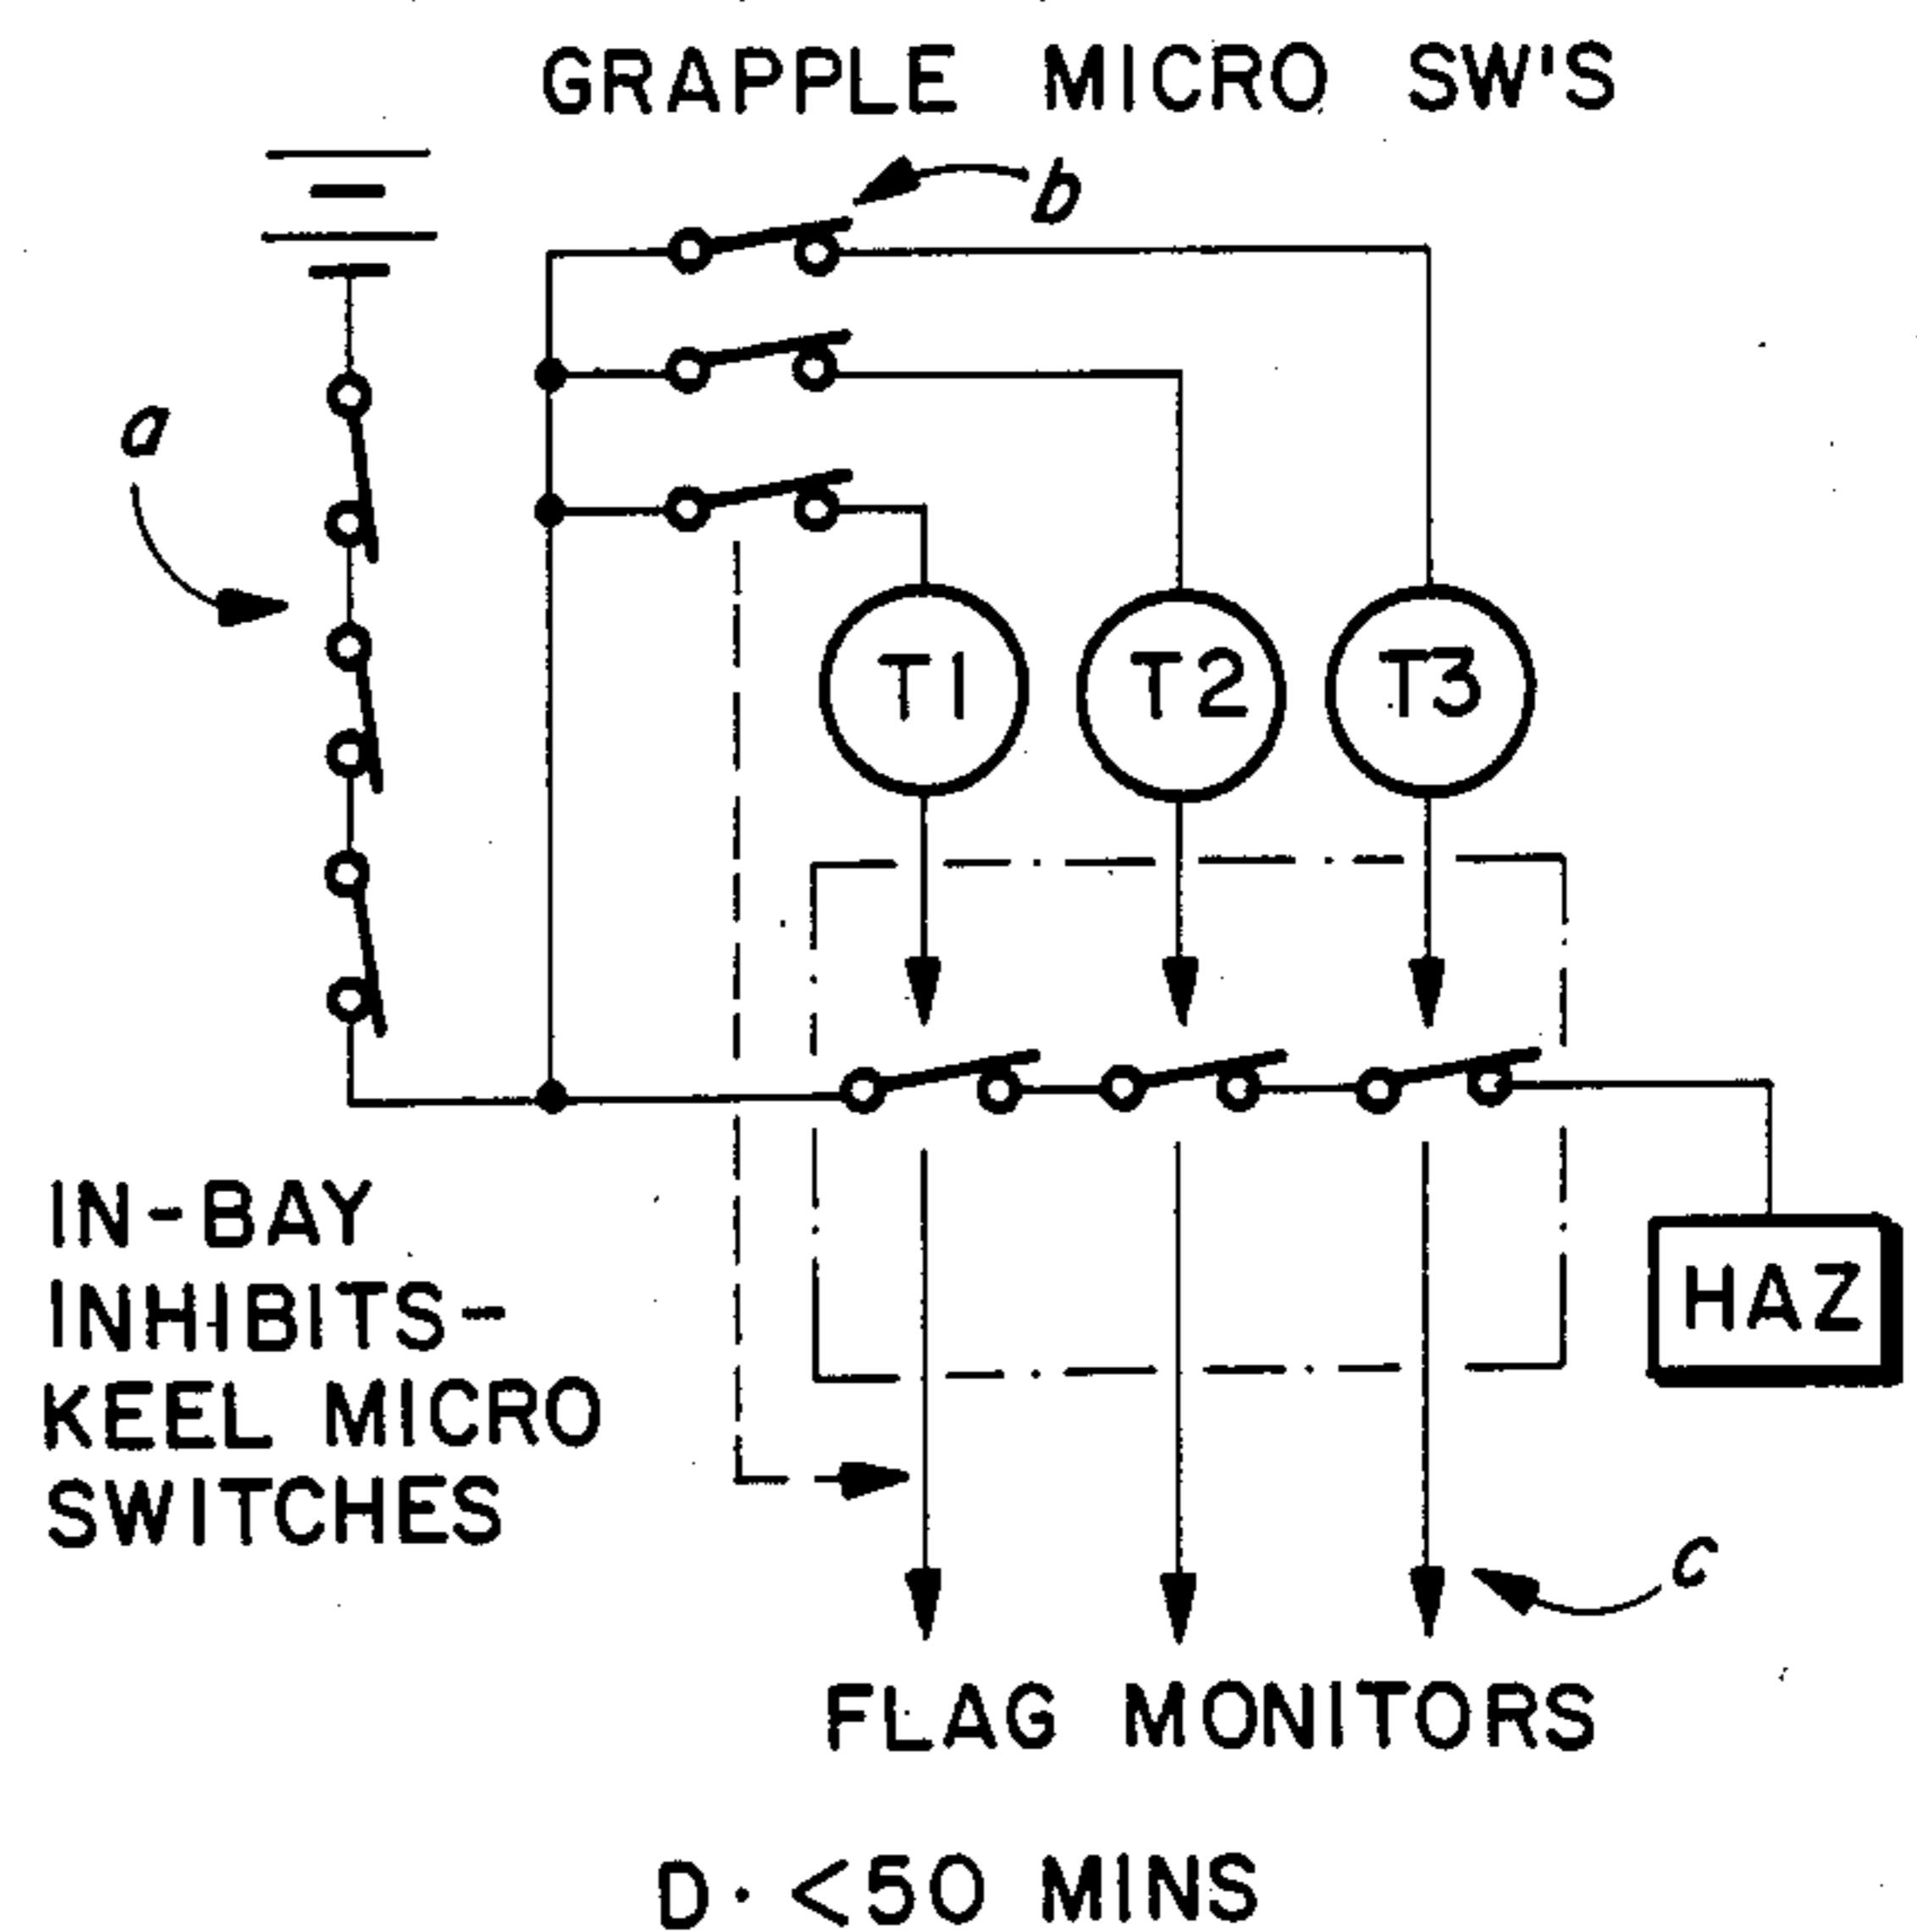 GRAPPLE MICRO SW'S
b
a
T1
T2
T3
IN-BAY
INHIBITS-
KEEL MICRO
SWITCHES
HAZ
c
FLAG MONITORS
D. <50 MINS